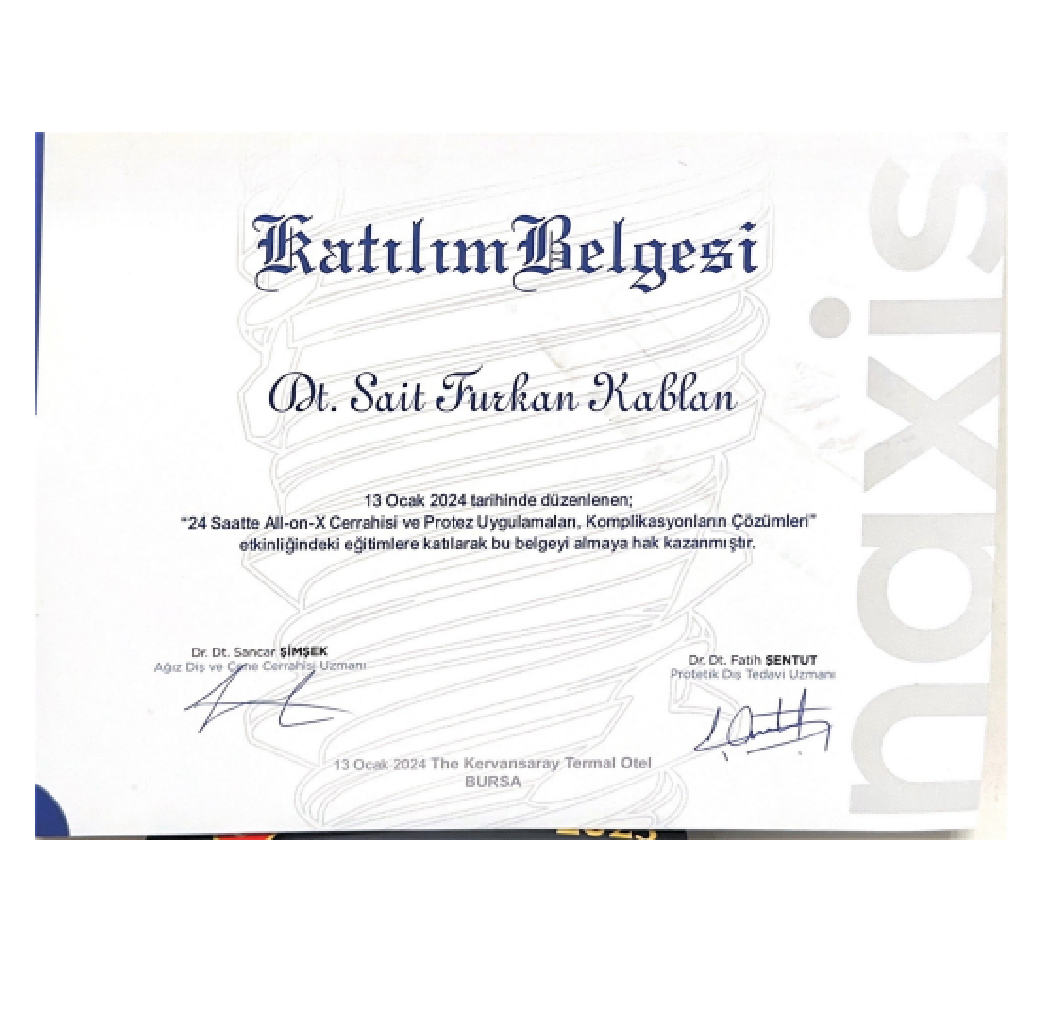 Katılım Belgesi
Dt. Sait Furkan Kablan
13 Ocak 2024 tarihinde düzenlenen;
“24 Saatte All-on-X Cerrahisi ve Protez Uygulamaları, Komplikasyonların Çözümleri”
etkinliğindeki eğitimlere katılarak bu belgeyi almaya hak kazanmıştır.
Dr. Dt. Sancar ŞİMŞEK
Ağız Diş ve Çene Cerrahisi Uzmanı
Dr. Dt. Fatih ŞENTUT
Protetik Diş Tedavi Uzmanı
13 Ocak 2024 The Kervansaray Termal Otel
BURSA
naxis